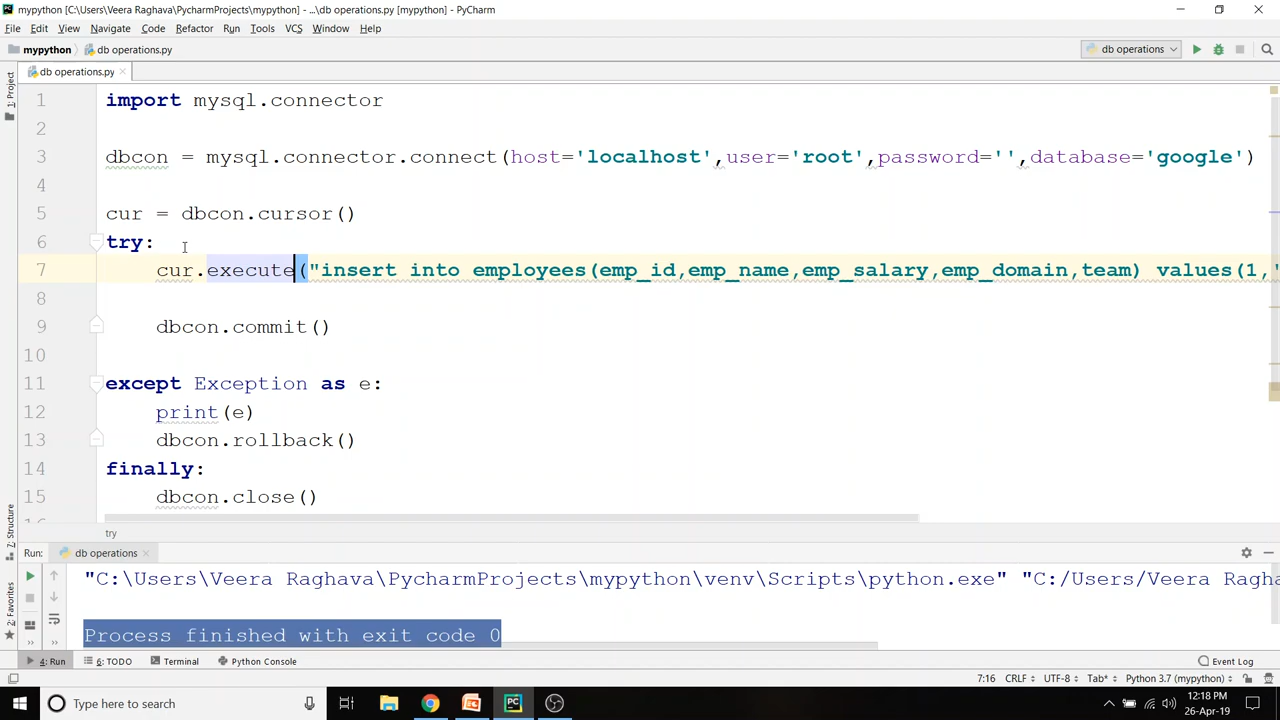 mypython [C:\Users\Veera Raghava\PycharmProjects\mypython] - ...\db operations.py [mypython] - PyCharm
File Edit View Navigate Code Refactor Run Tools VCS Window Help
mypython db operations.py db operations
1: Project
db operations.py
1 import mysql.connector
2
3 dbcon = mysql.connector.connect(host='localhost',user='root',password='',database='google')
4
5 cur = dbcon.cursor()
6 try:
7 cur.execute("insert into employees(emp_id,emp_name,emp_salary,emp_domain,team) values(1,'
8
9 dbcon.commit()
10
11 except Exception as e:
12 print(e)
13 dbcon.rollback()
14 finally:
15 dbcon.close()
16
try
7: Structure
2: Favorites
Run: db operations
"C:\Users\Veera Raghava\PycharmProjects\mypython\venv\Scripts\python.exe" "C:/Users/Veera Ragha
Process finished with exit code 0
4: Run 6: TODO Terminal Python Console Event Log
7:16 CRLF UTF-8 Tab* Python 3.7 (mypython)
Type here to search
12:18 PM
26-Apr-19